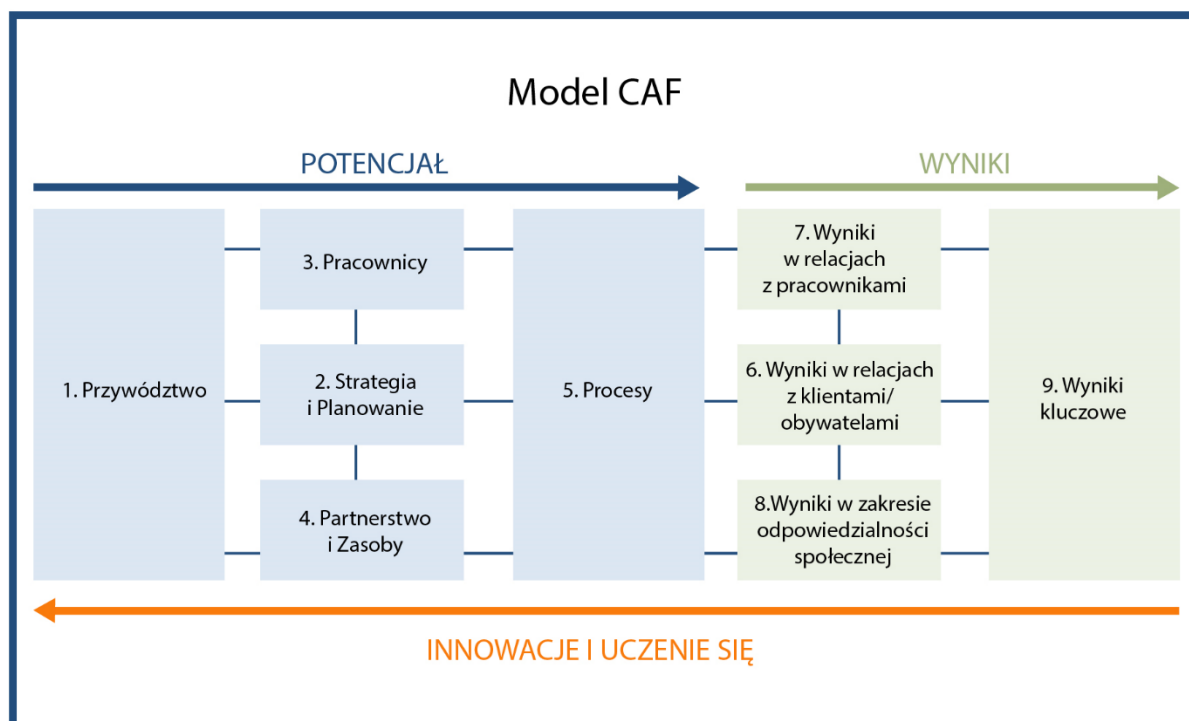 Model CAF
POTENCJAŁ
WYNIKI
1. Przywództwo
3. Pracownicy
2. Strategia
i Planowanie
4. Partnerstwo
i Zasoby
5. Procesy
7. Wyniki
w relacjach
z pracownikami
6. Wyniki w relacjach
z klientami/
obywatelami
8.Wyniki w zakresie
odpowiedzialności
społecznej
9. Wyniki
kluczowe
INNOWACJE I UCZENIE SIĘ